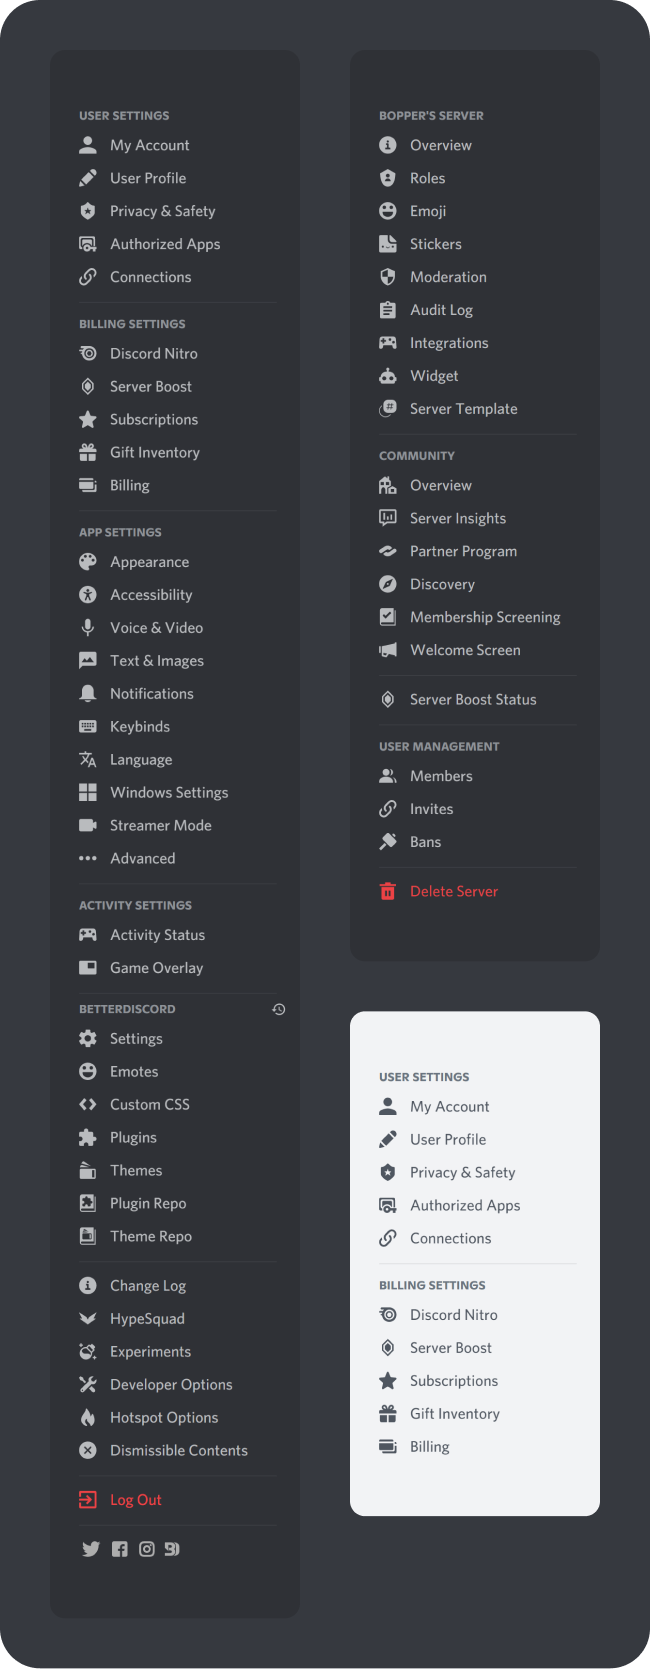 USER SETTINGS
My Account
User Profile
Privacy & Safety
Authorized Apps
Connections
BILLING SETTINGS
Discord Nitro
Server Boost
Subscriptions
Gift Inventory
Billing
APP SETTINGS
Appearance
Accessibility
Voice & Video
Text & Images
Notifications
Keybinds
Language
Windows Settings
Streamer Mode
Advanced
ACTIVITY SETTINGS
Activity Status
Game Overlay
BETTERDISCORD
Settings
Emotes
Custom CSS
Plugins
Themes
Plugin Repo
Theme Repo
Change Log
HypeSquad
Experiments
Developer Options
Hotspot Options
Dismissible Contents
Log Out
BOPPER'S SERVER
Overview
Roles
Emoji
Stickers
Moderation
Audit Log
Integrations
Widget
Server Template
COMMUNITY
Overview
Server Insights
Partner Program
Discovery
Membership Screening
Welcome Screen
Server Boost Status
USER MANAGEMENT
Members
Invites
Bans
Delete Server
USER SETTINGS
My Account
User Profile
Privacy & Safety
Authorized Apps
Connections
BILLING SETTINGS
Discord Nitro
Server Boost
Subscriptions
Gift Inventory
Billing